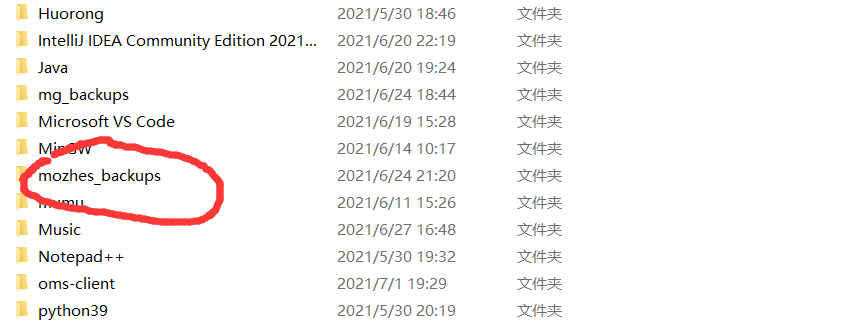 Huorong 2021/5/30 18:46 文件夹
IntelliJ IDEA Community Edition 2021... 2021/6/20 22:19 文件夹
Java 2021/6/20 19:24 文件夹
mg_backups 2021/6/24 18:44 文件夹
Microsoft VS Code 2021/6/19 15:28 文件夹
MinGW 2021/6/14 10:17 文件夹
mozhes_backups 2021/6/24 21:20 文件夹
mumu 2021/6/11 15:26 文件夹
Music 2021/6/27 16:48 文件夹
Notepad++ 2021/5/30 19:32 文件夹
oms-client 2021/7/1 19:29 文件夹
python39 2021/5/30 20:19 文件夹